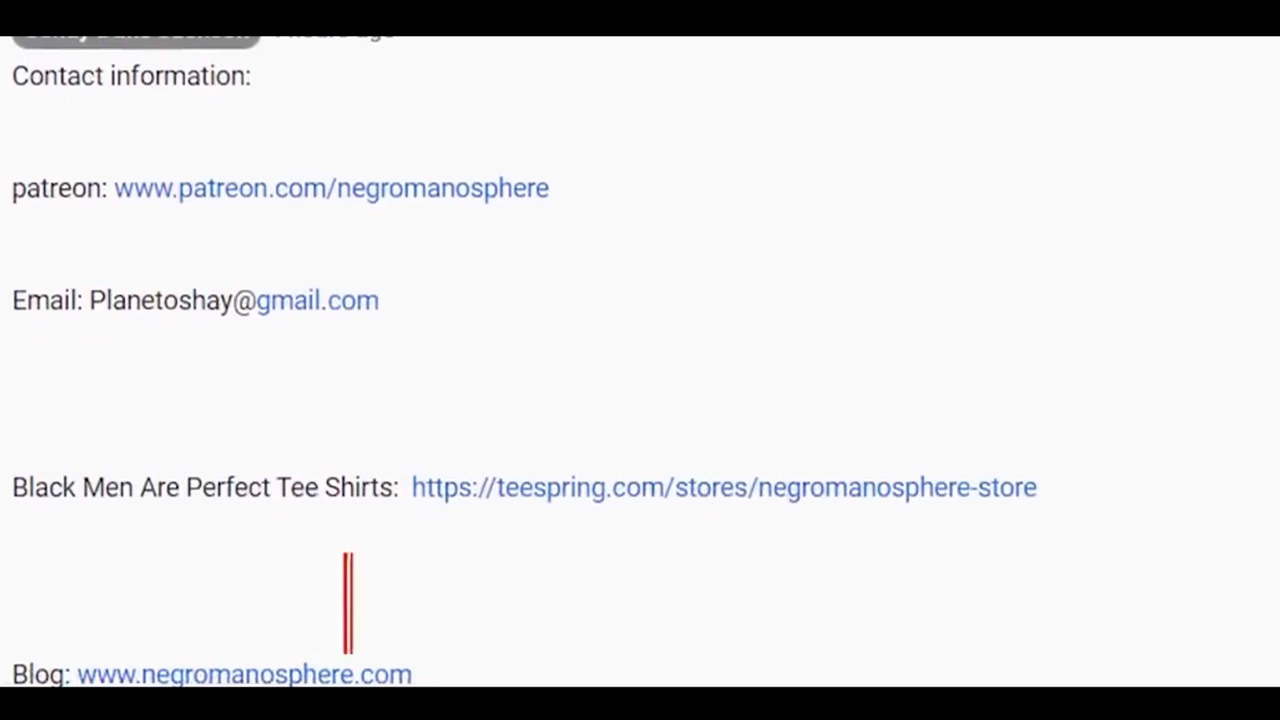 Contact information:
patreon: www.patreon.com/negromanosphere
Email: Planetoshay@gmail.com
Black Men Are Perfect Tee Shirts: https://teespring.com/stores/negromanosphere-store
Blog: www.negromanosphere.com